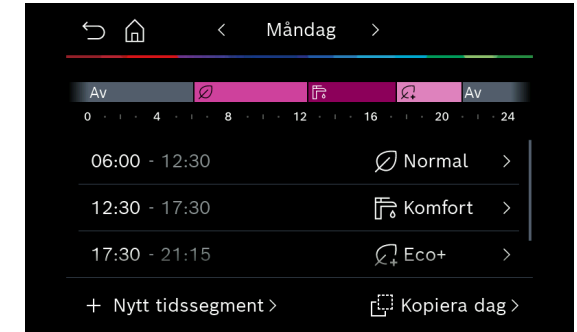 Måndag
Av Av
0 4 8 12 16 20 24
06:00 - 12:30 Normal
12:30 - 17:30 Komfort
17:30 - 21:15 Eco+
+ Nytt tidssegment Kopiera dag